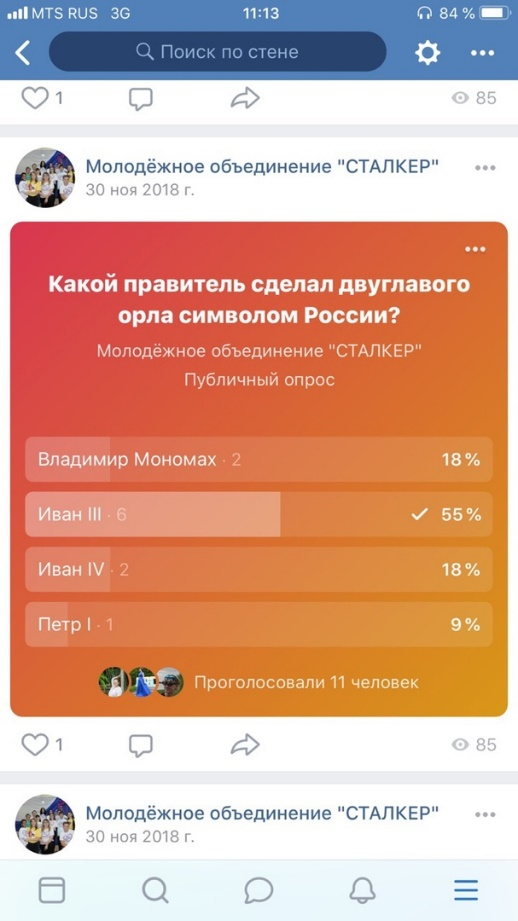 MTS RUS 3G 11:13 84 %
Поиск по стене
1 85
Молодёжное объединение "СТАЛКЕР"
30 ноя 2018 г.
Какой правитель сделал двуглавого
орла символом России?
Молодёжное объединение "СТАЛКЕР"
Публичный опрос
Владимир Мономах · 2 18 %
Иван III · 6 55 %
Иван IV · 2 18 %
Петр I · 1 9 %
Проголосовали 11 человек
1 85
Молодёжное объединение "СТАЛКЕР"
30 ноя 2018 г.